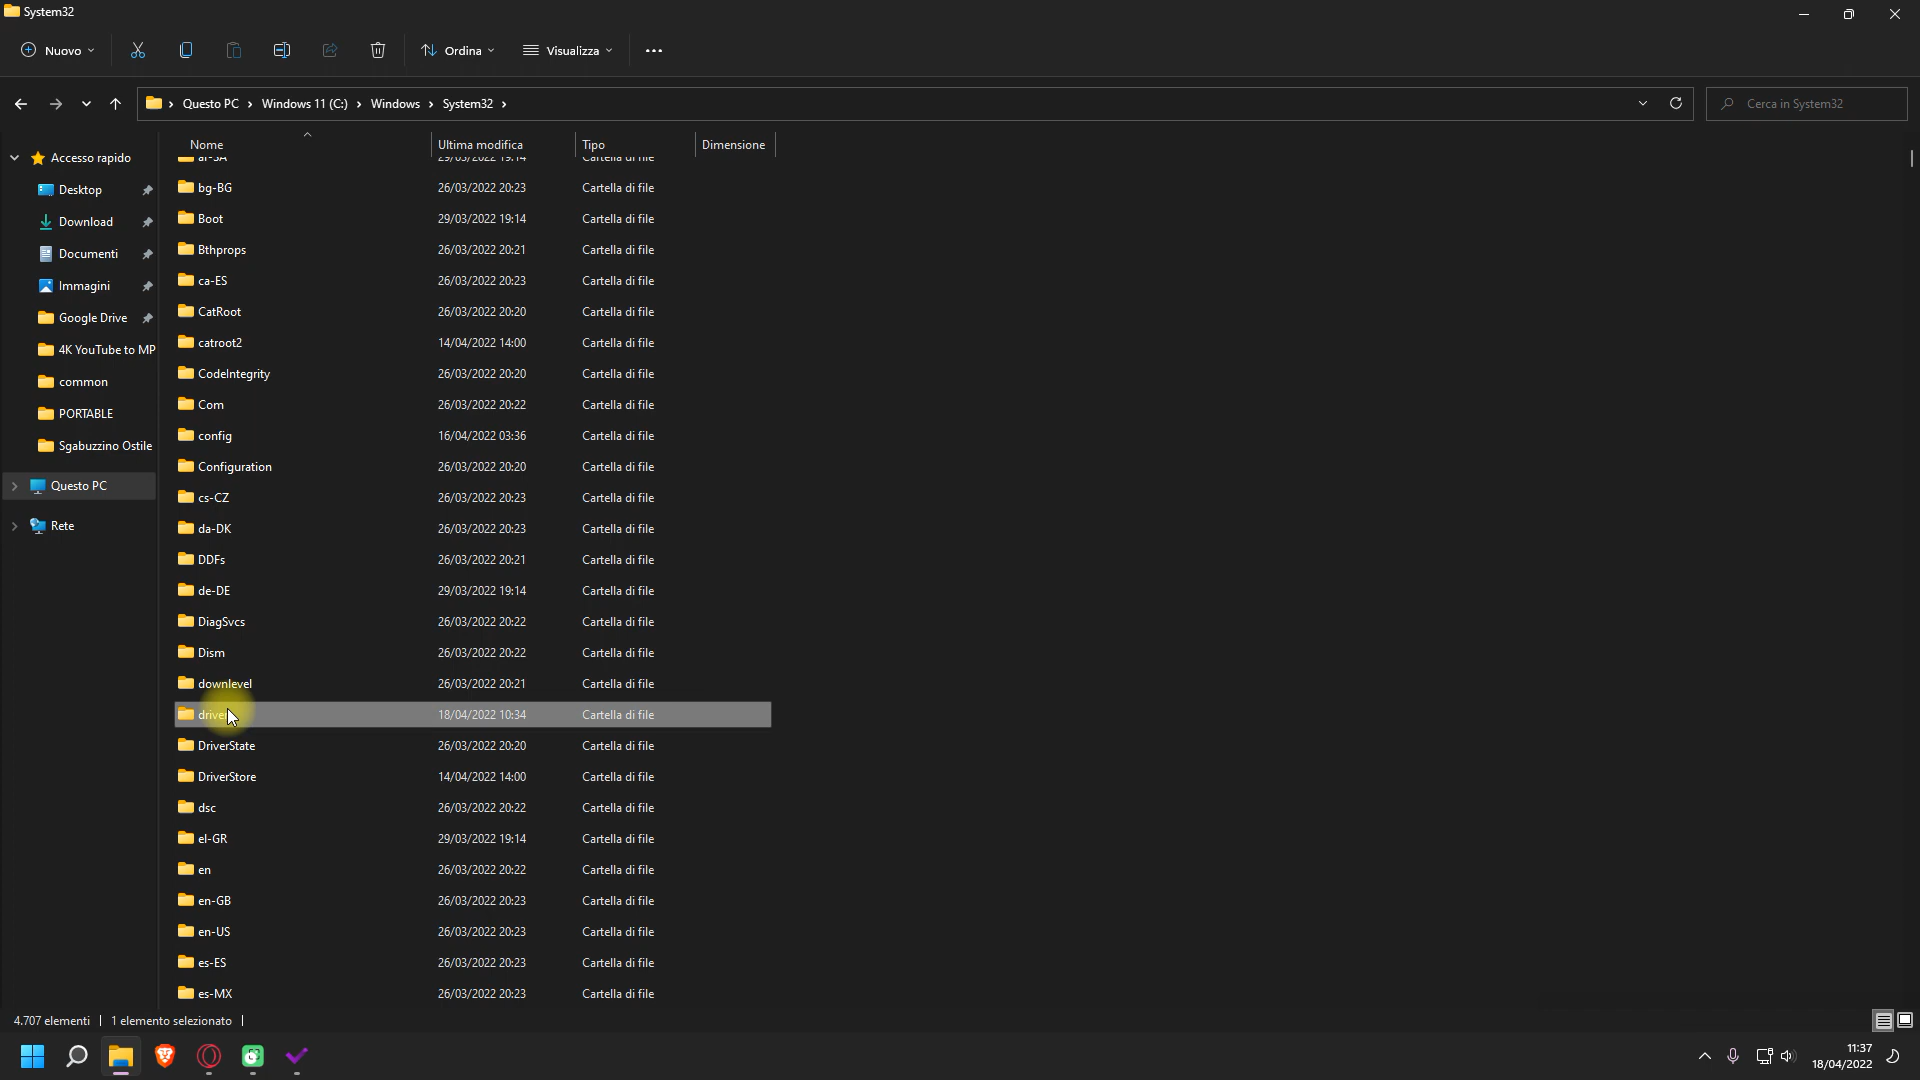 System32
Nuovo
Ordina
Visualizza
Questo PC > Windows 11 (C:) > Windows > System32 >
Cerca in System32
Nome Ultima modifica Tipo Dimensione
Accesso rapido
Desktop
Download
Documenti
Immagini
Google Drive
4K YouTube to MP
common
PORTABLE
Sgabuzzino Ostile
Questo PC
Rete
ar-SA 29/03/2022 19:14 Cartella di file
bg-BG 26/03/2022 20:23 Cartella di file
Boot 29/03/2022 19:14 Cartella di file
Bthprops 26/03/2022 20:21 Cartella di file
ca-ES 26/03/2022 20:23 Cartella di file
CatRoot 26/03/2022 20:20 Cartella di file
catroot2 14/04/2022 14:00 Cartella di file
CodeIntegrity 26/03/2022 20:20 Cartella di file
Com 26/03/2022 20:22 Cartella di file
config 16/04/2022 03:36 Cartella di file
Configuration 26/03/2022 20:20 Cartella di file
cs-CZ 26/03/2022 20:23 Cartella di file
da-DK 26/03/2022 20:23 Cartella di file
DDFs 26/03/2022 20:21 Cartella di file
de-DE 29/03/2022 19:14 Cartella di file
DiagSvcs 26/03/2022 20:22 Cartella di file
Dism 26/03/2022 20:22 Cartella di file
downlevel 26/03/2022 20:21 Cartella di file
18/04/2022 10:34 Cartella di file
DriverState 26/03/2022 20:20 Cartella di file
DriverStore 14/04/2022 14:00 Cartella di file
dsc 26/03/2022 20:22 Cartella di file
el-GR 29/03/2022 19:14 Cartella di file
en 26/03/2022 20:22 Cartella di file
en-GB 26/03/2022 20:23 Cartella di file
en-US 26/03/2022 20:23 Cartella di file
es-ES 26/03/2022 20:23 Cartella di file
es-MX 26/03/2022 20:23 Cartella di file
4.707 elementi 1 elemento selezionato
11:37
18/04/2022